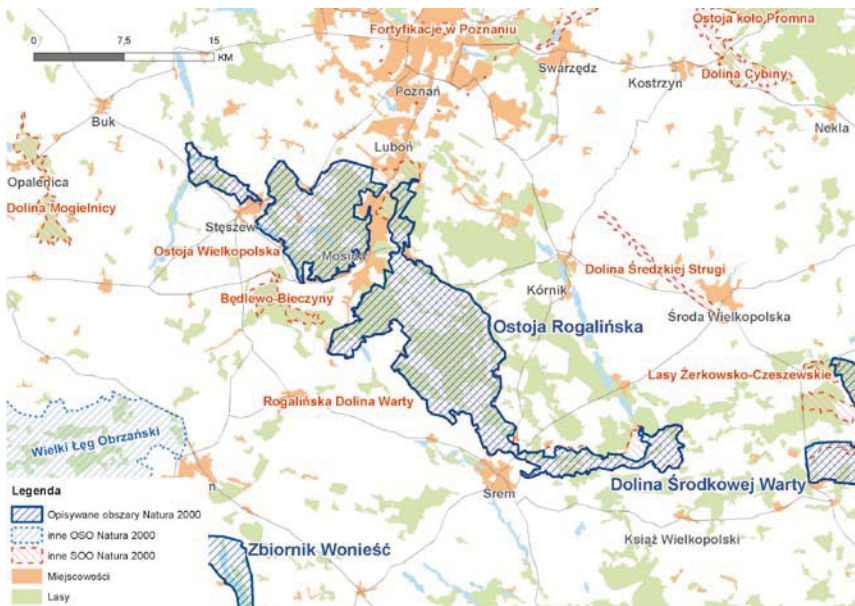 0 7,5 15
KM
Fortyfikacje w Poznaniu
Ostoja koło Promna
Swarzędz
Kostrzyn
Dolina Cybiny
Poznań
Buk
Nekla
Luboń
Opalenica
Dolina Mogielnicy
Stęszew
Ostoja Wielkopolska
Mosina
Będlewo-Bieczyny
Kórnik
Dolina Średzkiej Strugi
Środa Wielkopolska
Ostoja Rogalińska
Lasy Żerkowsko-Czeszewskie
Rogalińska Dolina Warty
Wielki Łęg Obrzański
n
Śrem
Dolina Środkowej Warty
Książ Wielkopolski
Zbiornik Wonieść
Legenda
Opisywane obszary Natura 2000
inne OSO Natura 2000
inne SOO Natura 2000
Miejscowości
Lasy